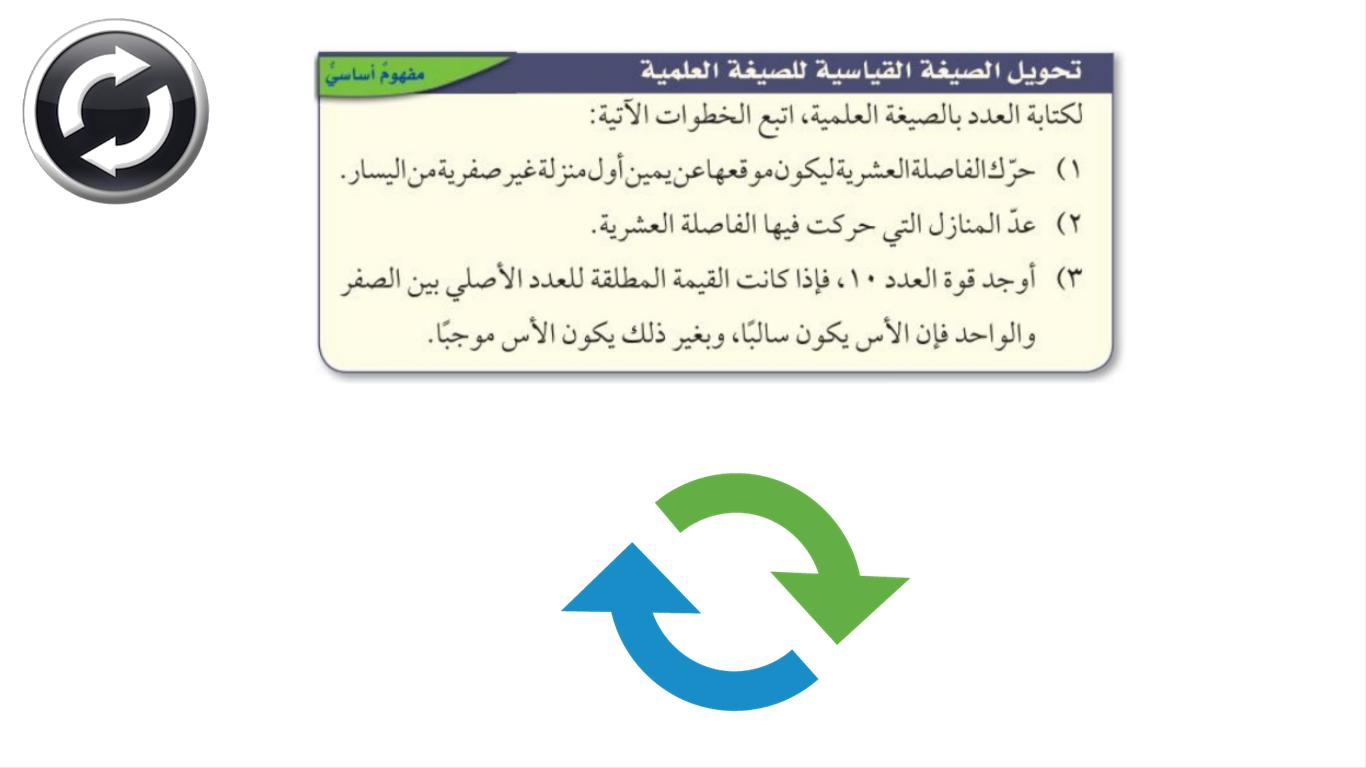 تحويل الصيغة القياسية للصيغة العلمية
مفهومٌ أساسيٌّ
لكتابة العدد بالصيغة العلمية، اتبع الخطوات الآتية:
١) حرّك الفاصلة العشرية ليكون موقعها عن يمين أول منزلة غير صفرية من اليسار.
٢) عدّ المنازل التي حركت فيها الفاصلة العشرية.
٣) أوجد قوة العدد ١٠، فإذا كانت القيمة المطلقة للعدد الأصلي بين الصفر
والواحد فإن الأس يكون سالبًا، وبغير ذلك يكون الأس موجبًا.